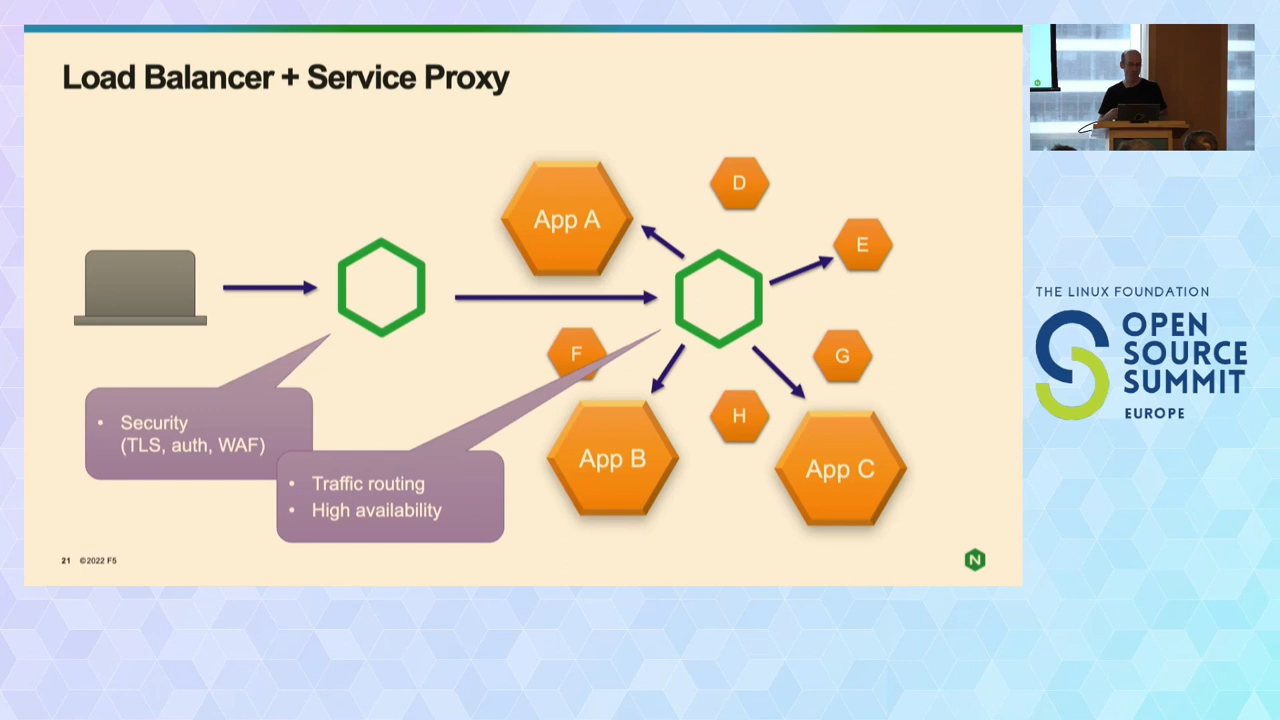 Load Balancer + Service Proxy
App A
D
E
F
G
H
App B
App C
• Security
(TLS, auth, WAF)
• Traffic routing
• High availability
21 ©2022 F5
N
THE LINUX FOUNDATION
OPEN
SOURCE
SUMMIT
EUROPE